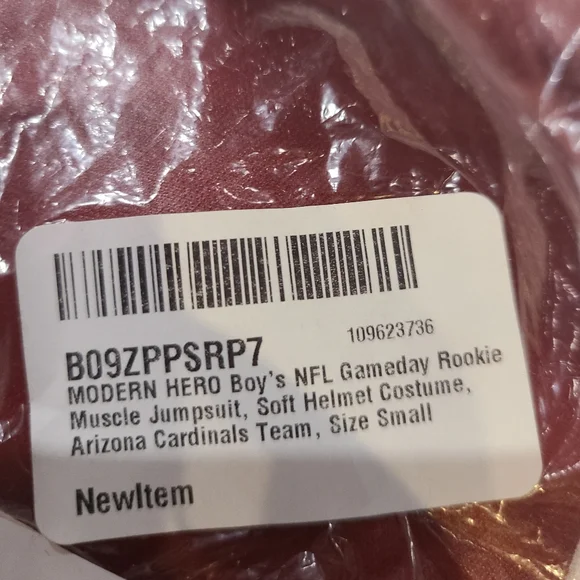 109623736
B09ZPPSRP7
MODERN HERO Boy's NFL Gameday Rookie
Muscle Jumpsuit, Soft Helmet Costume,
Arizona Cardinals Team, Size Small
NewItem